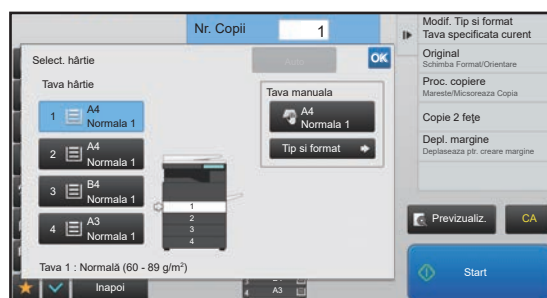 Nr. Copii
1
Select. hârtie
Auto
OK
Tava hârtie
1
A4
Normala 1
2
A4
Normala 1
3
B4
Normala 1
4
A3
Normala 1
1
2
3
4
Tava manuala
A4
Normala 1
Tip si format
Tava 1 : Normală (60 - 89 g/m²)
Inapoi
4 A3
Modif. Tip si format
Tava specificata curent
Original
Schimba Format/Orientare
Proc. copiere
Mareste/Micsoreaza Copia
Copie 2 feţe
Depl. margine
Deplaseaza ptr. creare margine
Previzualiz.
CA
Start